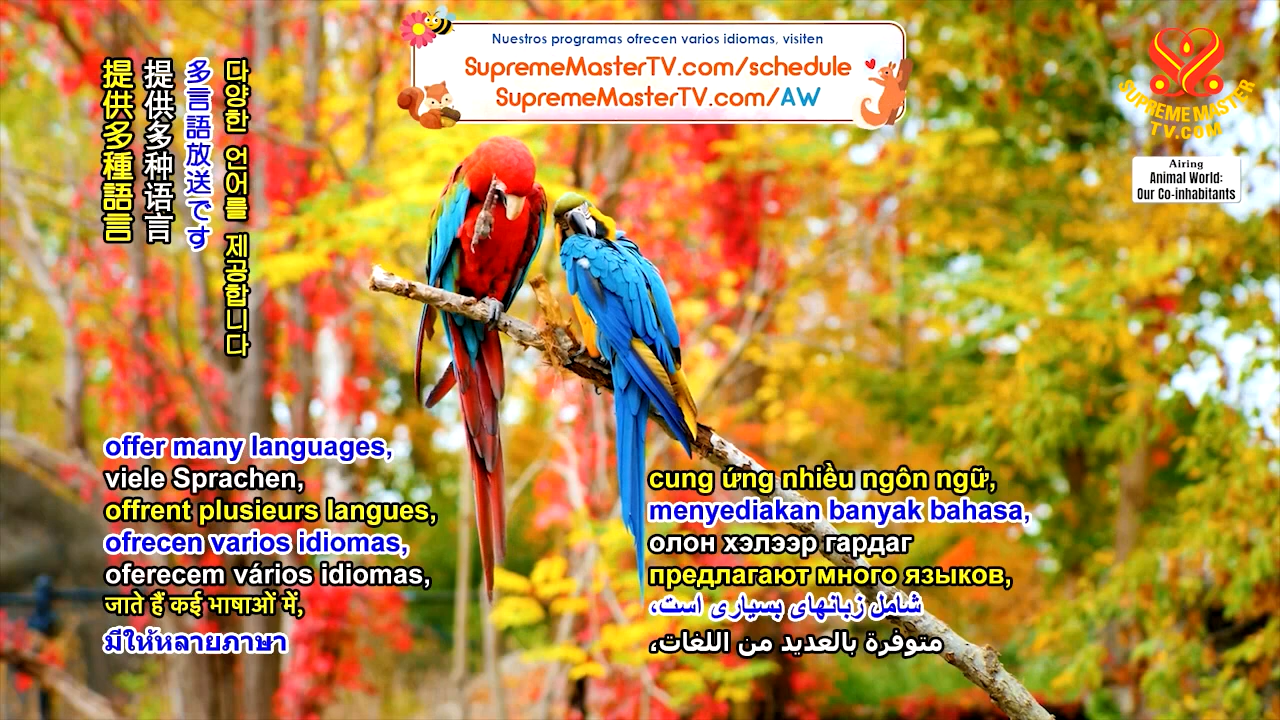 Nuestros programas ofrecen varios idiomas, visiten
SupremeMasterTV.com/schedule
SupremeMasterTV.com/AW
SUPREME MASTER
TV.COM
Airing
Animal World:
Our Co-inhabitants
提供多種語言
提供多种语言
多言語放送です
다양한 언어를 제공합니다
offer many languages,
viele Sprachen,
offrent plusieurs langues,
ofrecen varios idiomas,
oferecem vários idiomas,
जाते हैं कई भाषाओं में,
มีให้หลายภาษา
cung ứng nhiều ngôn ngữ,
menyediakan banyak bahasa,
олон хэлээр гардаг
предлагают много языков,
شامل زبانهای بسیاری است،
متوفرة بالعديد من اللغات،